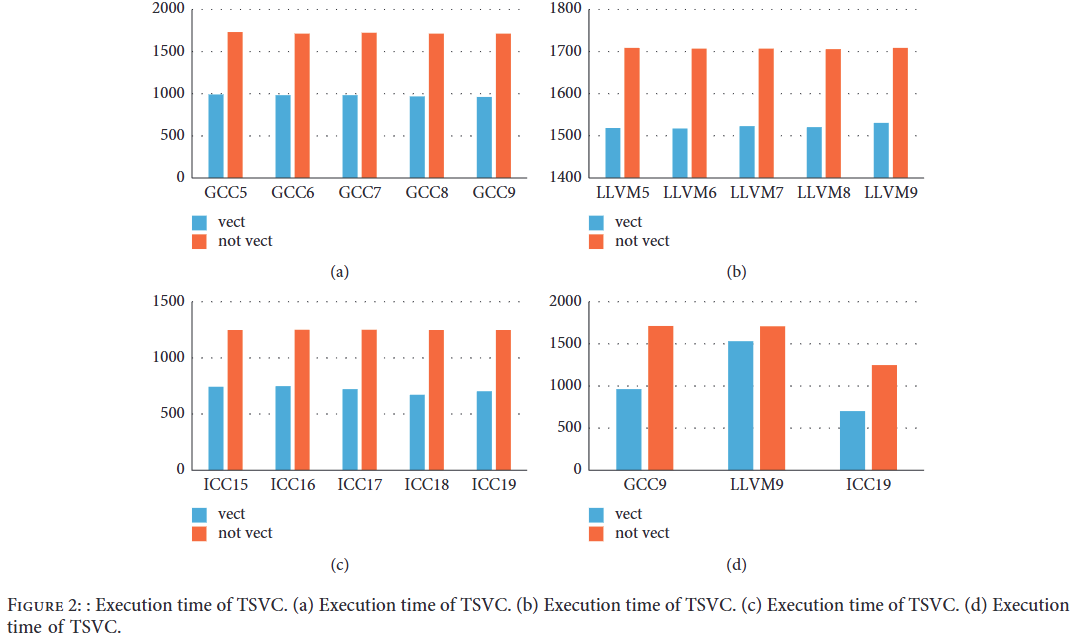 2000
1500
1000
500
0
GCC5 GCC6 GCC7 GCC8 GCC9
vect
not vect
(a)
1800
1700
1600
1500
1400
LLVM5 LLVM6 LLVM7 LLVM8 LLVM9
vect
not vect
(b)
1500
1000
500
0
ICC15 ICC16 ICC17 ICC18 ICC19
vect
not vect
(c)
2000
1500
1000
500
0
GCC9 LLVM9 ICC19
vect
not vect
(d)
Figure 2: : Execution time of TSVC. (a) Execution time of TSVC. (b) Execution time of TSVC. (c) Execution time of TSVC. (d) Execution
time of TSVC.